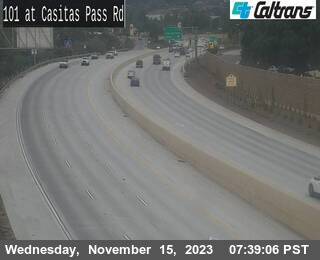 101 at Casitas Pass Rd
Caltrans
Wednesday, November 15, 2023 07:39:06 PST